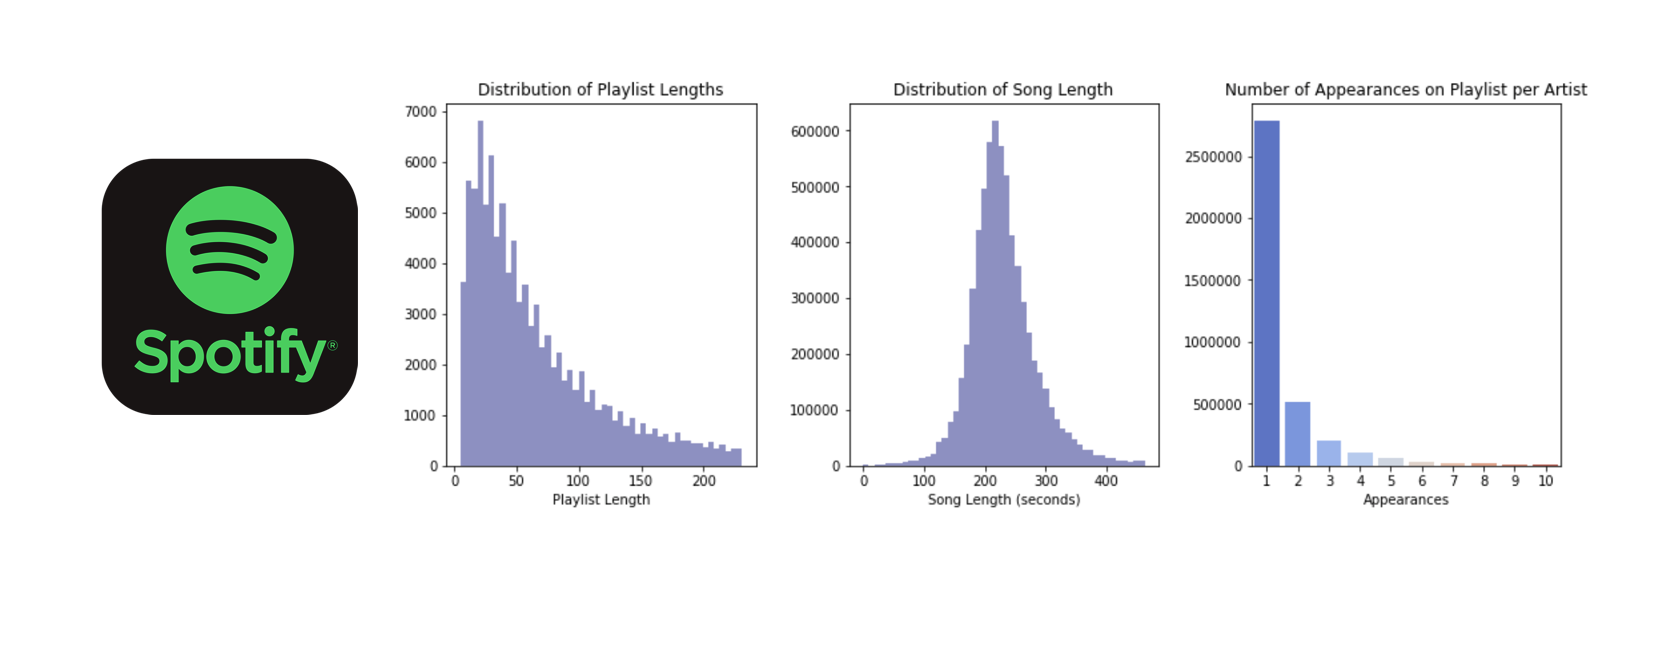 Spotify®
Distribution of Playlist Lengths
7000
6000
5000
4000
3000
2000
1000
0
0 50 100 150 200
Playlist Length
Distribution of Song Length
600000
500000
400000
300000
200000
100000
0
0 100 200 300 400
Song Length (seconds)
Number of Appearances on Playlist per Artist
2500000
2000000
1500000
1000000
500000
0
1 2 3 4 5 6 7 8 9 10
Appearances